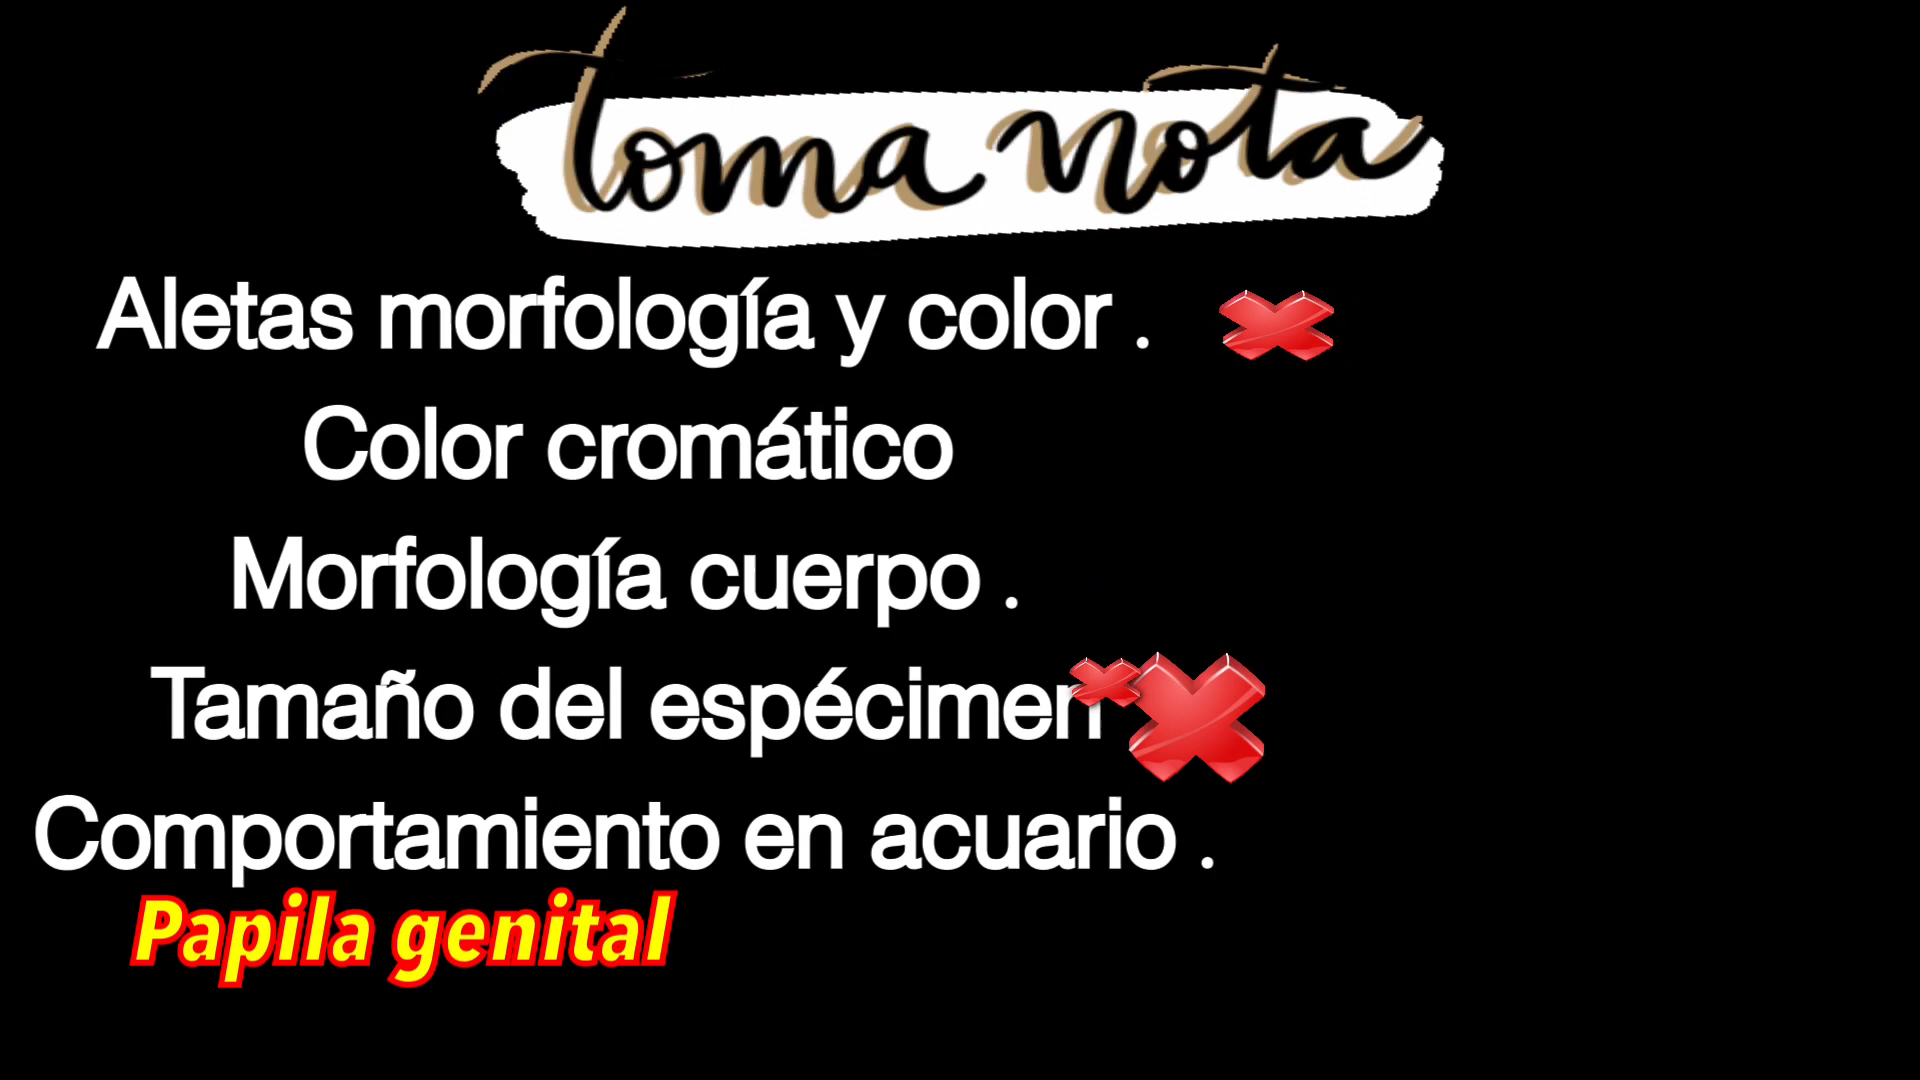 toma nota
Aletas morfología y color .
Color cromático
Morfología cuerpo .
Tamaño del espécimen
Comportamiento en acuario .
Papila genital